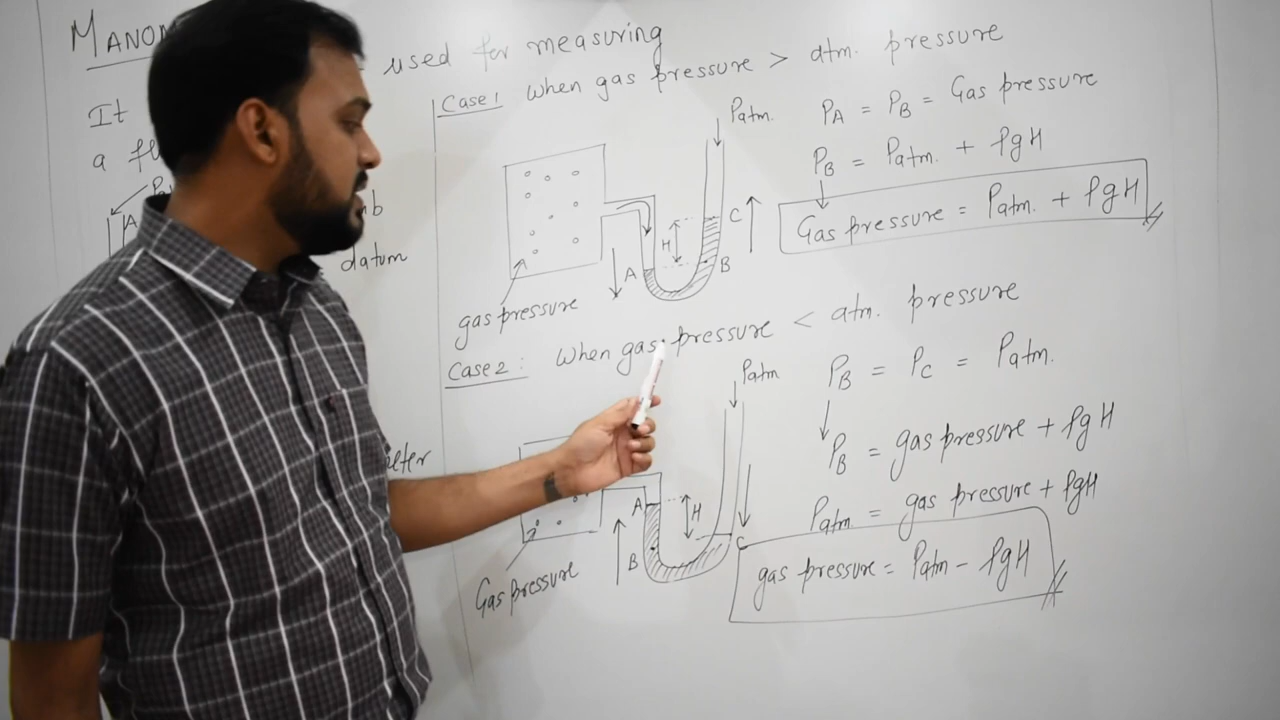 used for measuring
It
datum
Case 1 When gas pressure > atm. pressure
Patm.
H
C
A
B
gas pressure
PA = PB = Gas pressure
PB = Patm. + ρgH
Gas pressure = Patm. + ρgH
Case 2 : When gas pressure < atm. pressure
Patm
A
H
B
C
Gas pressure
PB = PC = Patm.
PB = gas pressure + ρgH
Patm = gas pressure + ρgH
gas pressure = Patm - ρgH